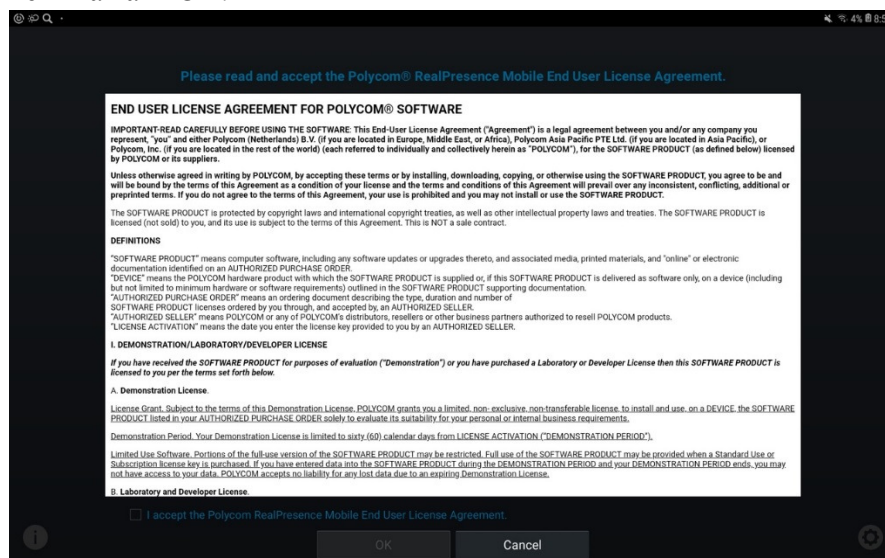 4% 8:5
Please read and accept the Polycom® RealPresence Mobile End User License Agreement.
END USER LICENSE AGREEMENT FOR POLYCOM® SOFTWARE
IMPORTANT-READ CAREFULLY BEFORE USING THE SOFTWARE: This End-User License Agreement ("Agreement") is a legal agreement between you and/or any company you
represent, "you" and either Polycom (Netherlands) B.V. (if you are located in Europe, Middle East, or Africa), Polycom Asia Pacific PTE Ltd. (if you are located in Asia Pacific), or
Polycom, Inc. (if you are located in the rest of the world) (each referred to individually and collectively herein as "POLYCOM"), for the SOFTWARE PRODUCT (as defined below) licensed
by POLYCOM or its suppliers.
Unless otherwise agreed in writing by POLYCOM, by accepting these terms or by installing, downloading, copying, or otherwise using the SOFTWARE PRODUCT, you agree to be and
will be bound by the terms of this Agreement as a condition of your license and the terms and conditions of this Agreement will prevail over any inconsistent, conflicting, additional or
preprinted terms. If you do not agree to the terms of this Agreement, your use is prohibited and you may not install or use the SOFTWARE PRODUCT.
The SOFTWARE PRODUCT is protected by copyright laws and international copyright treaties, as well as other intellectual property laws and treaties. The SOFTWARE PRODUCT is
licensed (not sold) to you, and its use is subject to the terms of this Agreement. This is NOT a sale contract.
DEFINITIONS
"SOFTWARE PRODUCT" means computer software, including any software updates or upgrades thereto, and associated media, printed materials, and "online" or electronic
documentation identified on an AUTHORIZED PURCHASE ORDER.
"DEVICE" means the POLYCOM hardware product with which the SOFTWARE PRODUCT is supplied or, if this SOFTWARE PRODUCT is delivered as software only, on a device (including
but not limited to minimum hardware or software requirements) outlined in the SOFTWARE PRODUCT supporting documentation.
"AUTHORIZED PURCHASE ORDER" means an ordering document describing the type, duration and number of
SOFTWARE PRODUCT licenses ordered by you through, and accepted by, an AUTHORIZED SELLER.
"AUTHORIZED SELLER" means POLYCOM or any of POLYCOM's distributors, resellers or other business partners authorized to resell POLYCOM products.
"LICENSE ACTIVATION" means the date you enter the license key provided to you by an AUTHORIZED SELLER.
I. DEMONSTRATION/LABORATORY/DEVELOPER LICENSE
If you have received the SOFTWARE PRODUCT for purposes of evaluation ("Demonstration") or you have purchased a Laboratory or Developer License then this SOFTWARE PRODUCT is
licensed to you per the terms set forth below.
A. Demonstration License.
License Grant. Subject to the terms of this Demonstration License, POLYCOM grants you a limited, non- exclusive, non-transferable license, to install and use, on a DEVICE, the SOFTWARE
PRODUCT listed in your AUTHORIZED PURCHASE ORDER solely to evaluate its suitability for your personal or internal business requirements.
Demonstration Period. Your Demonstration License is limited to sixty (60) calendar days from LICENSE ACTIVATION ("DEMONSTRATION PERIOD").
Limited Use Software. Portions of the full-use version of the SOFTWARE PRODUCT may be restricted. Full use of the SOFTWARE PRODUCT may be provided when a Standard Use or
Subscription license key is purchased. If you have entered data into the SOFTWARE PRODUCT during the DEMONSTRATION PERIOD and your DEMONSTRATION PERIOD ends, you may
not have access to your data. POLYCOM accepts no liability for any lost data due to an expiring Demonstration License.
B. Laboratory and Developer License.
I accept the Polycom RealPresence Mobile End User License Agreement.
OK Cancel